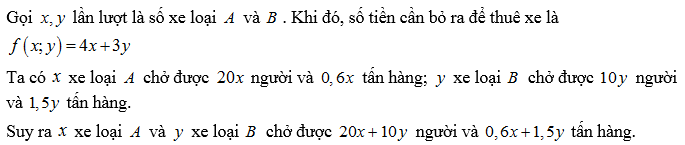 Gọi x, y lần lượt là số xe loại A và B . Khi đó, số tiền cần bỏ ra để thuê xe là
f(x; y) = 4x + 3y
Ta có x xe loại A chở được 20x người và 0,6x tấn hàng; y xe loại B chở được 10y người
và 1,5y tấn hàng.
Suy ra x xe loại A và y xe loại B chở được 20x + 10y người và 0,6x + 1,5y tấn hàng.